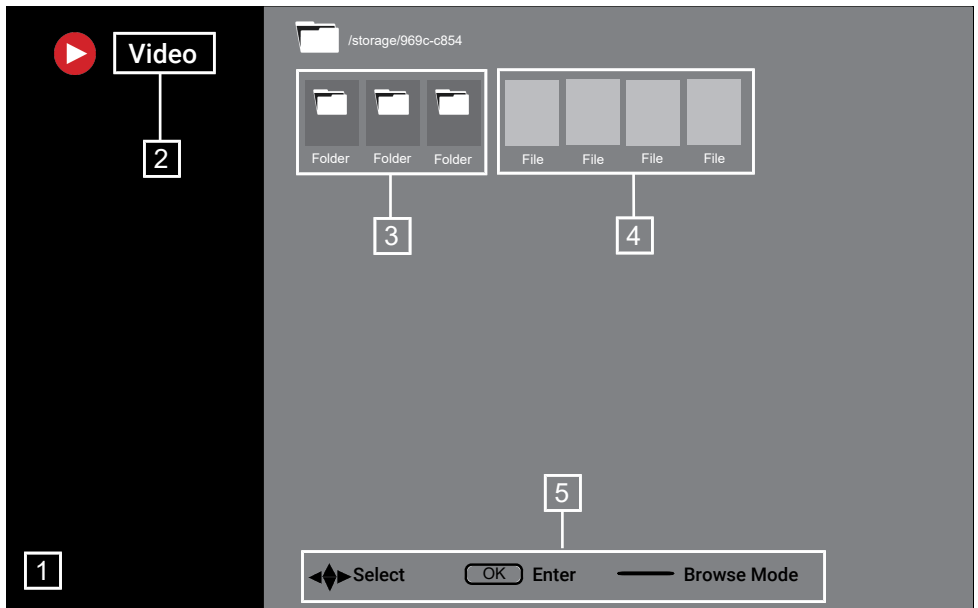 Video
2
/storage/969c-c854
Folder Folder Folder File File File File
3 4
5
1
Select OK Enter Browse Mode